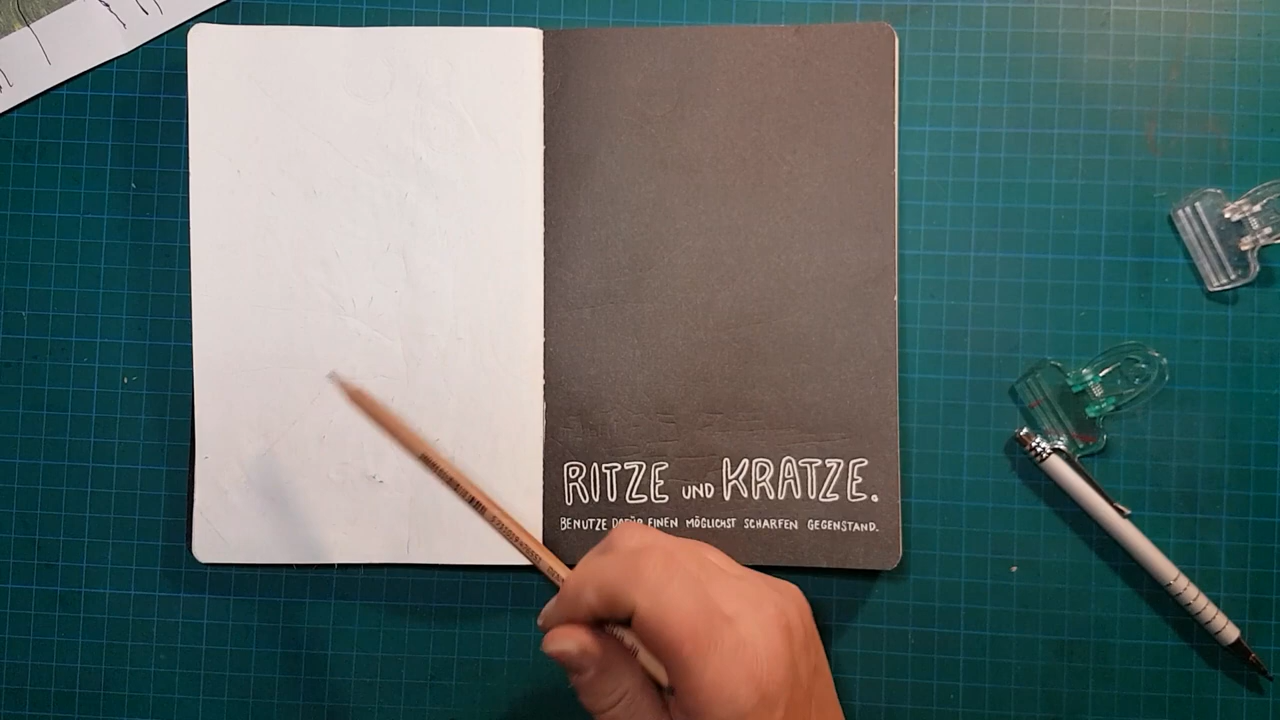 RITZE UND KRATZE.
BENUTZE DAFÜR EINEN MÖGLICHST SCHARFEN GEGENSTAND.